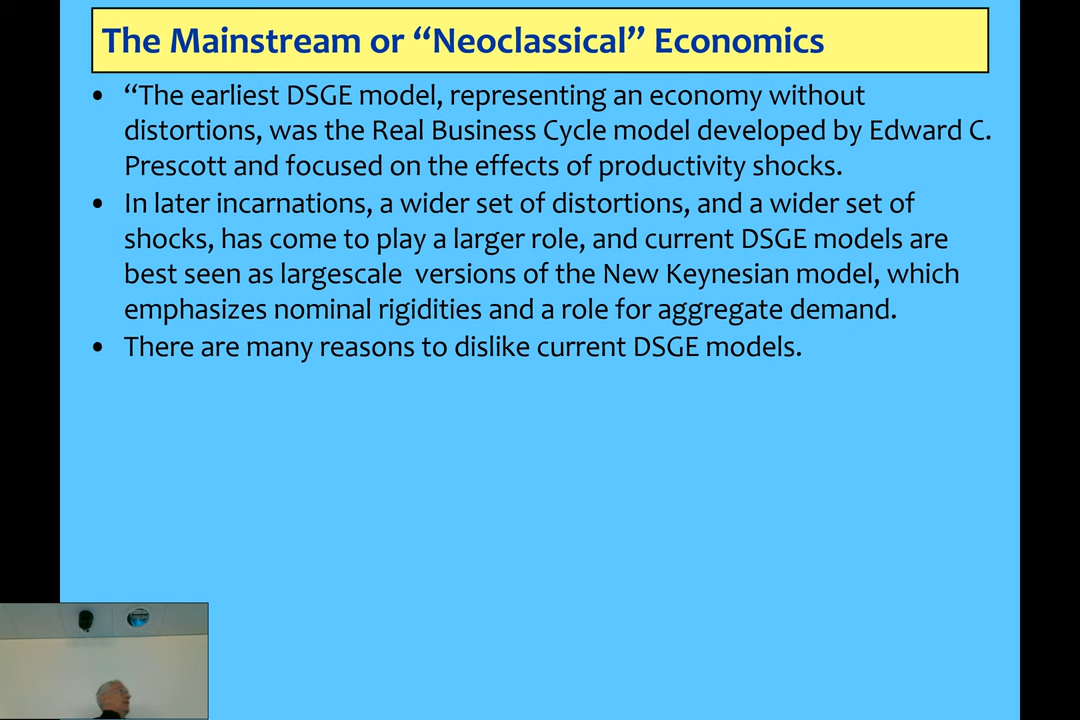 The Mainstream or “Neoclassical” Economics
• “The earliest DSGE model, representing an economy without
distortions, was the Real Business Cycle model developed by Edward C.
Prescott and focused on the effects of productivity shocks.
• In later incarnations, a wider set of distortions, and a wider set of
shocks, has come to play a larger role, and current DSGE models are
best seen as largescale  versions of the New Keynesian model, which
emphasizes nominal rigidities and a role for aggregate demand.
• There are many reasons to dislike current DSGE models.